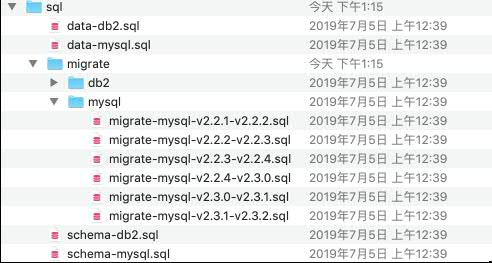 sql 今天 下午1:15
data-db2.sql 2019年7月5日 上午12:39
data-mysql.sql 2019年7月5日 上午12:39
migrate 今天 下午1:15
db2 2019年7月5日 上午12:39
mysql 2019年7月5日 上午12:39
migrate-mysql-v2.2.1-v2.2.2.sql 2019年7月5日 上午12:39
migrate-mysql-v2.2.2-v2.2.3.sql 2019年7月5日 上午12:39
migrate-mysql-v2.2.3-v2.2.4.sql 2019年7月5日 上午12:39
migrate-mysql-v2.2.4-v2.3.0.sql 2019年7月5日 上午12:39
migrate-mysql-v2.3.0-v2.3.1.sql 2019年7月5日 上午12:39
migrate-mysql-v2.3.1-v2.3.2.sql 2019年7月5日 上午12:39
schema-db2.sql 2019年7月5日 上午12:39
schema-mysql.sql 2019年7月5日 上午12:39